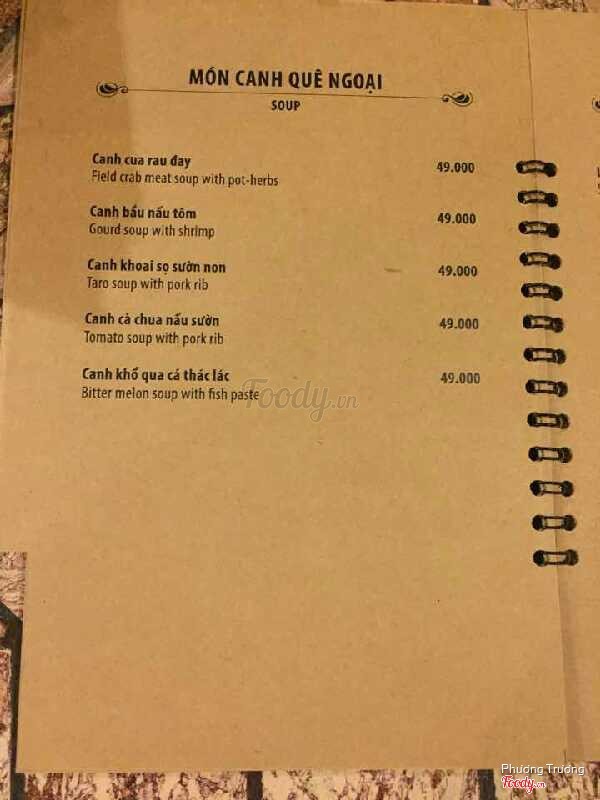 MÓN CANH QUÊ NGOẠI
SOUP
Canh cua rau đay 49.000
Field crab meat soup with pot-herbs
Canh bầu nấu tôm 49.000
Gourd soup with shrimp
Canh khoai sọ sườn non 49.000
Taro soup with pork rib
Canh cà chua nấu sườn 49.000
Tomato soup with pork rib
Canh khổ qua cá thác lác 49.000
Bitter melon soup with fish paste
Foody.vn
Phương Trương
Foody.vn